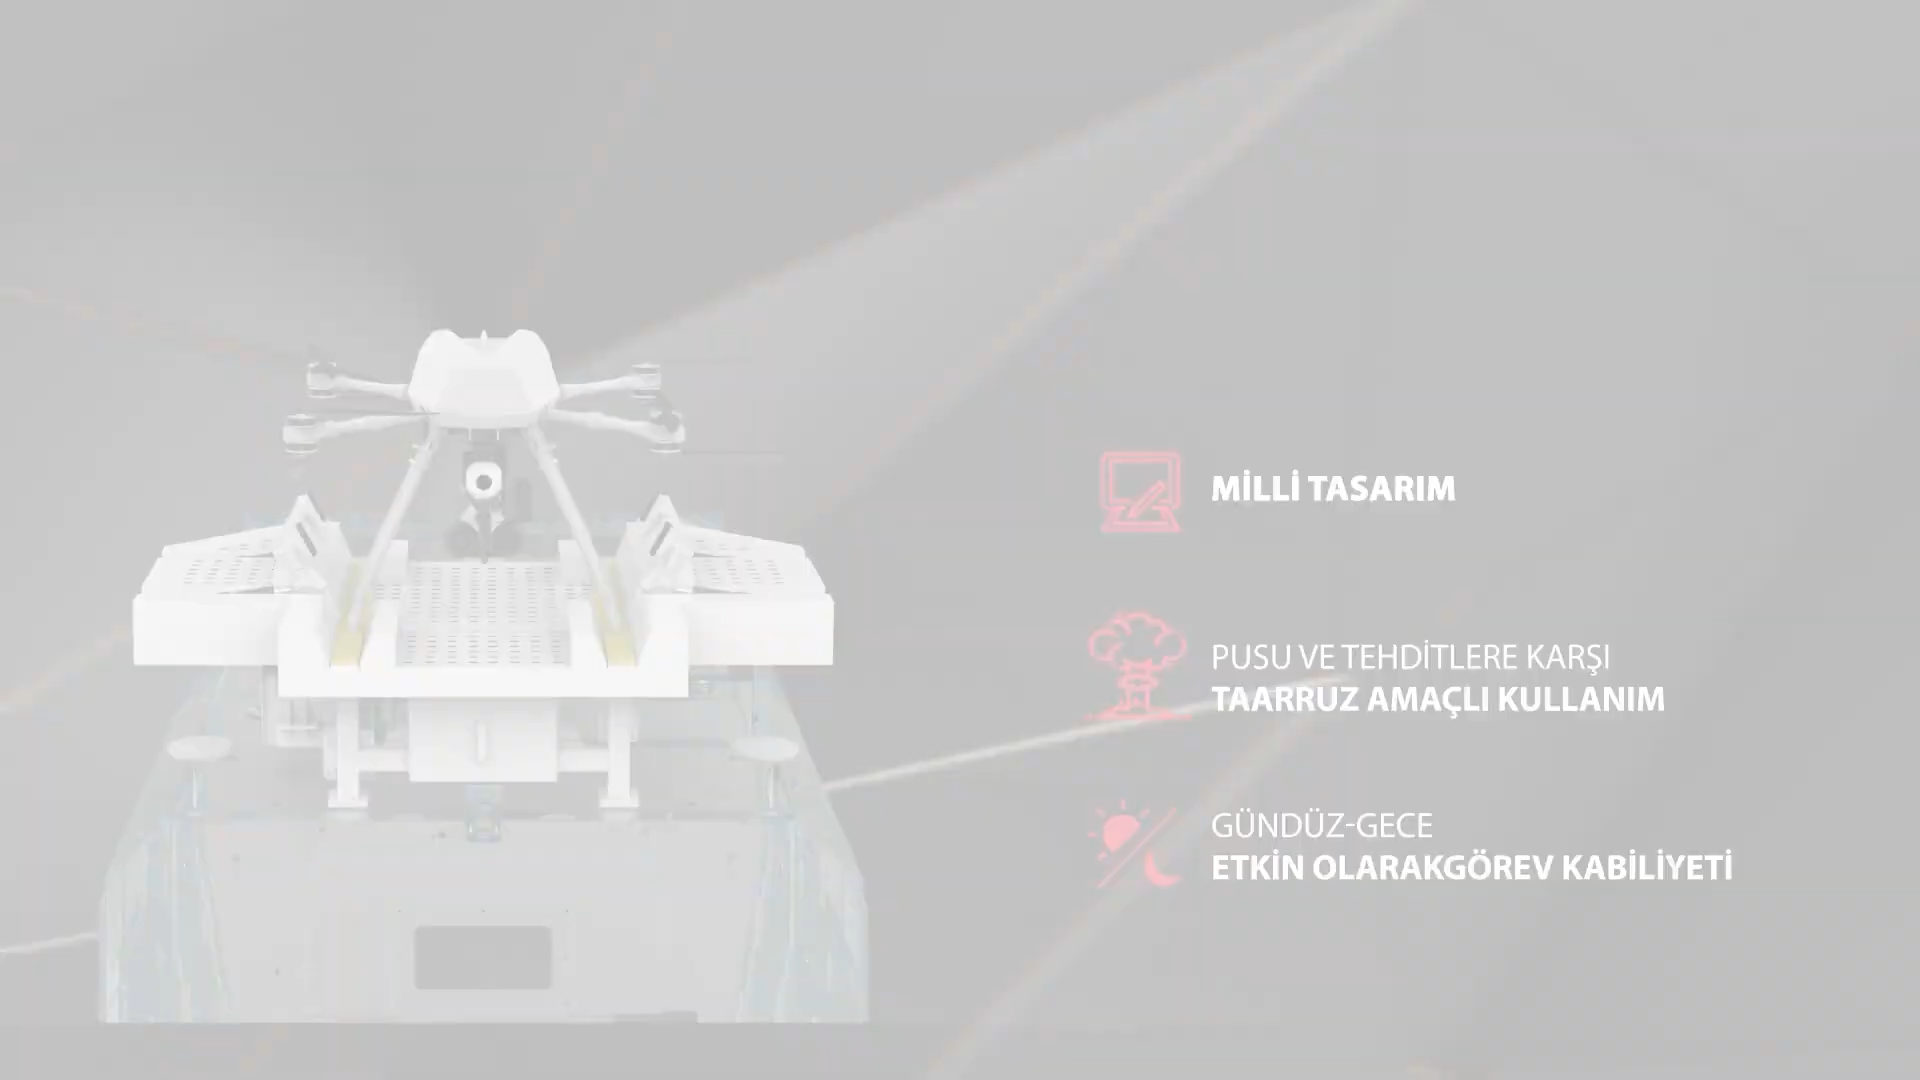 MİLLİ TASARIM
PUSU VE TEHDİTLERE KARŞI
TAARRUZ AMAÇLI KULLANIM
GÜNDÜZ-GECE
ETKİN OLARAKGÖREV KABİLİYETİ